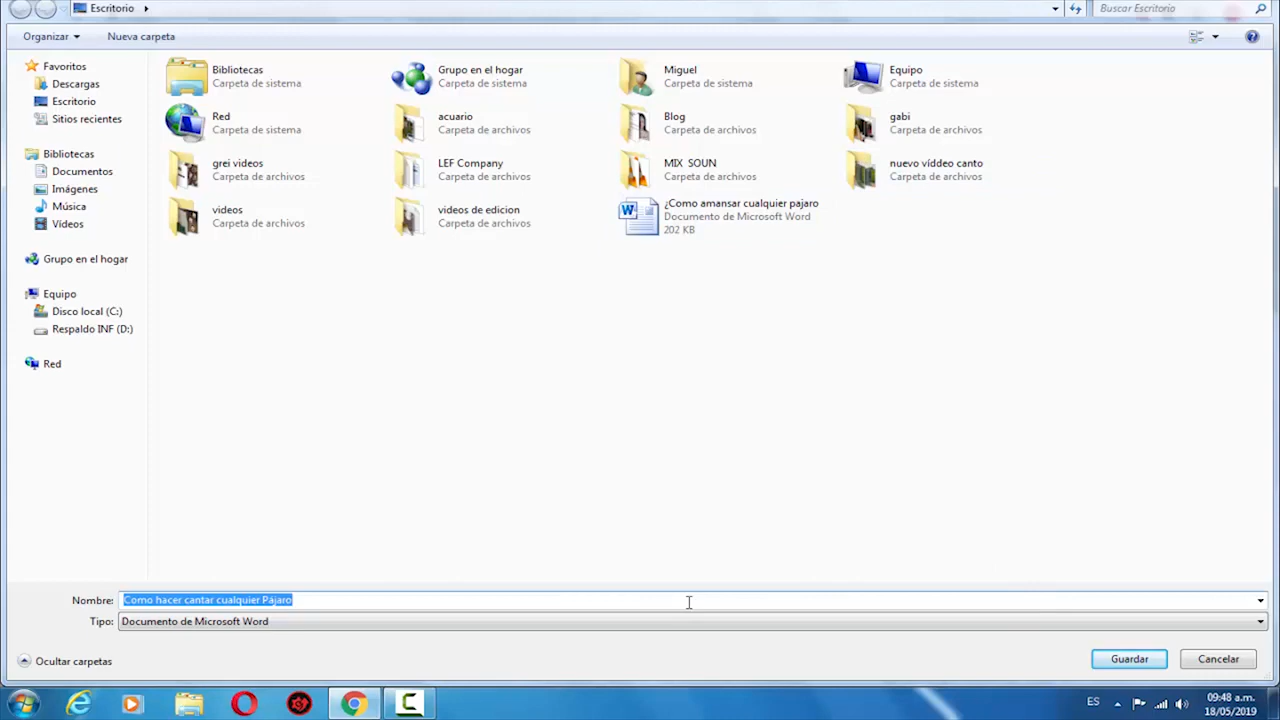 Escritorio
Buscar Escritorio
Organizar
Nueva carpeta
Favoritos
Descargas
Escritorio
Sitios recientes
Bibliotecas
Documentos
Imágenes
Música
Vídeos
Grupo en el hogar
Equipo
Disco local (C:)
Respaldo INF (D:)
Red
Bibliotecas
Carpeta de sistema
Grupo en el hogar
Carpeta de sistema
Miguel
Carpeta de sistema
Equipo
Carpeta de sistema
Red
Carpeta de sistema
acuario
Carpeta de archivos
Blog
Carpeta de archivos
gabi
Carpeta de archivos
grei videos
Carpeta de archivos
LEF Company
Carpeta de archivos
MIX SOUN
Carpeta de archivos
nuevo víddeo canto
Carpeta de archivos
videos
Carpeta de archivos
videos de edicion
Carpeta de archivos
¿Como amansar cualquier pajaro
Documento de Microsoft Word
202 KB
Nombre: Como hacer cantar cualquier Pájaro
Tipo: Documento de Microsoft Word
Ocultar carpetas
Guardar
Cancelar
ES
09:48 a.m.
18/05/2019